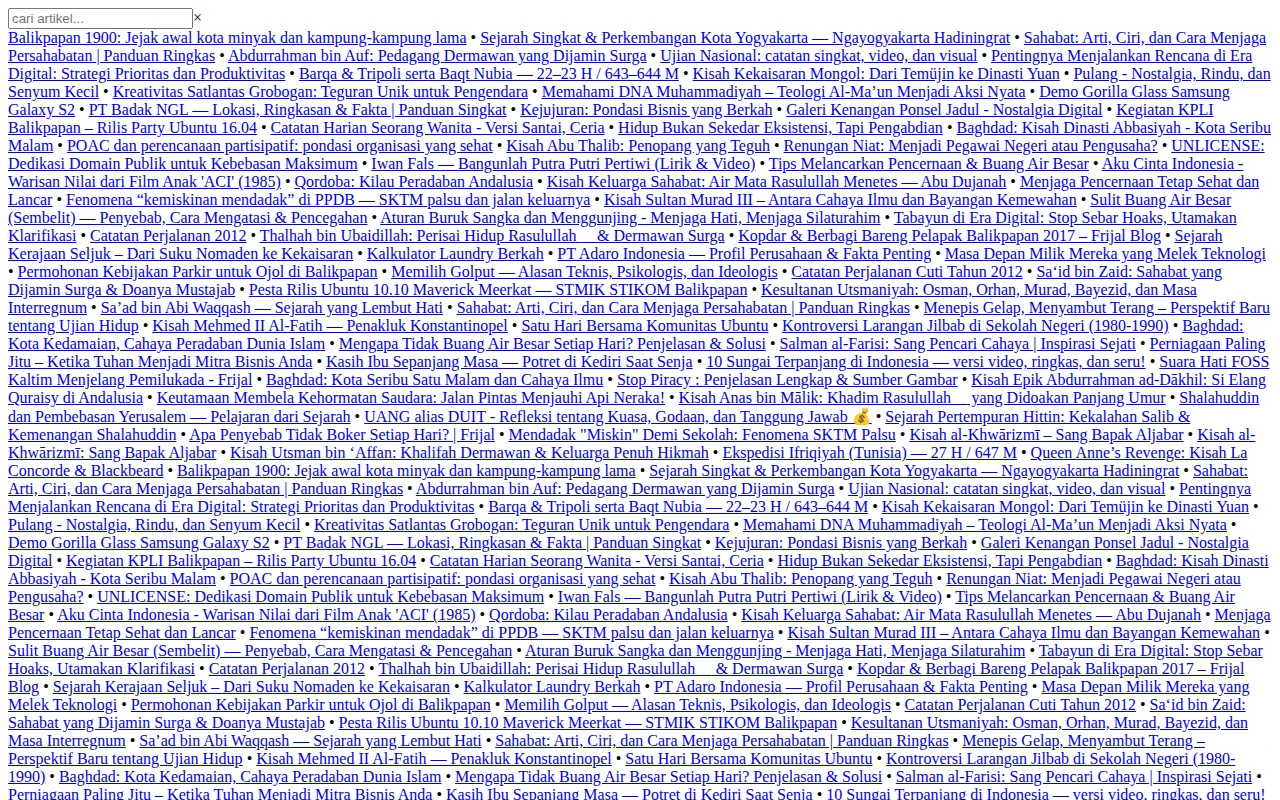 cari artikel... ×
Balikpapan 1900: Jejak awal kota minyak dan kampung-kampung lama • Sejarah Singkat & Perkembangan Kota Yogyakarta — Ngayogyakarta Hadiningrat • Sahabat: Arti, Ciri, dan Cara Menjaga
Persahabatan | Panduan Ringkas • Abdurrahman bin Auf: Pedagang Dermawan yang Dijamin Surga • Ujian Nasional: catatan singkat, video, dan visual • Pentingnya Menjalankan Rencana di Era
Digital: Strategi Prioritas dan Produktivitas • Barqa & Tripoli serta Baqt Nubia — 22–23 H / 643–644 M • Kisah Kekaisaran Mongol: Dari Temüjin ke Dinasti Yuan • Pulang - Nostalgia, Rindu, dan
Senyum Kecil • Kreativitas Satlantas Grobogan: Teguran Unik untuk Pengendara • Memahami DNA Muhammadiyah – Teologi Al-Ma’un Menjadi Aksi Nyata • Demo Gorilla Glass Samsung
Galaxy S2 • PT Badak NGL — Lokasi, Ringkasan & Fakta | Panduan Singkat • Kejujuran: Pondasi Bisnis yang Berkah • Galeri Kenangan Ponsel Jadul - Nostalgia Digital • Kegiatan KPLI
Balikpapan – Rilis Party Ubuntu 16.04 • Catatan Harian Seorang Wanita - Versi Santai, Ceria • Hidup Bukan Sekedar Eksistensi, Tapi Pengabdian • Baghdad: Kisah Dinasti Abbasiyah - Kota Seribu
Malam • POAC dan perencanaan partisipatif: pondasi organisasi yang sehat • Kisah Abu Thalib: Penopang yang Teguh • Renungan Niat: Menjadi Pegawai Negeri atau Pengusaha? • UNLICENSE:
Dedikasi Domain Publik untuk Kebebasan Maksimum • Iwan Fals — Bangunlah Putra Putri Pertiwi (Lirik & Video) • Tips Melancarkan Pencernaan & Buang Air Besar • Aku Cinta Indonesia -
Warisan Nilai dari Film Anak 'ACI' (1985) • Qordoba: Kilau Peradaban Andalusia • Kisah Keluarga Sahabat: Air Mata Rasulullah Menetes — Abu Dujanah • Menjaga Pencernaan Tetap Sehat dan
Lancar • Fenomena “kemiskinan mendadak” di PPDB — SKTM palsu dan jalan keluarnya • Kisah Sultan Murad III – Antara Cahaya Ilmu dan Bayangan Kemewahan • Sulit Buang Air Besar
(Sembelit) — Penyebab, Cara Mengatasi & Pencegahan • Aturan Buruk Sangka dan Menggunjing - Menjaga Hati, Menjaga Silaturahim • Tabayun di Era Digital: Stop Sebar Hoaks, Utamakan
Klarifikasi • Catatan Perjalanan 2012 • Thalhah bin Ubaidillah: Perisai Hidup Rasulullah & Dermawan Surga • Kopdar & Berbagi Bareng Pelapak Balikpapan 2017 – Frijal Blog • Sejarah
Kerajaan Seljuk – Dari Suku Nomaden ke Kekaisaran • Kalkulator Laundry Berkah • PT Adaro Indonesia — Profil Perusahaan & Fakta Penting • Masa Depan Milik Mereka yang Melek Teknologi
• Permohonan Kebijakan Parkir untuk Ojol di Balikpapan • Memilih Golput — Alasan Teknis, Psikologis, dan Ideologis • Catatan Perjalanan Cuti Tahun 2012 • Sa‘id bin Zaid: Sahabat yang
Dijamin Surga & Doanya Mustajab • Pesta Rilis Ubuntu 10.10 Maverick Meerkat — STMIK STIKOM Balikpapan • Kesultanan Utsmaniyah: Osman, Orhan, Murad, Bayezid, dan Masa
Interregnum • Sa’ad bin Abi Waqqash — Sejarah yang Lembut Hati • Sahabat: Arti, Ciri, dan Cara Menjaga Persahabatan | Panduan Ringkas • Menepis Gelap, Menyambut Terang – Perspektif Baru
tentang Ujian Hidup • Kisah Mehmed II Al-Fatih — Penakluk Konstantinopel • Satu Hari Bersama Komunitas Ubuntu • Kontroversi Larangan Jilbab di Sekolah Negeri (1980-1990) • Baghdad:
Kota Kedamaian, Cahaya Peradaban Dunia Islam • Mengapa Tidak Buang Air Besar Setiap Hari? Penjelasan & Solusi • Salman al-Farisi: Sang Pencari Cahaya | Inspirasi Sejati • Perniagaan Paling
Jitu – Ketika Tuhan Menjadi Mitra Bisnis Anda • Kasih Ibu Sepanjang Masa — Potret di Kediri Saat Senja • 10 Sungai Terpanjang di Indonesia — versi video, ringkas, dan seru! • Suara Hati FOSS
Kaltim Menjelang Pemilukada - Frijal • Baghdad: Kota Seribu Satu Malam dan Cahaya Ilmu • Stop Piracy : Penjelasan Lengkap & Sumber Gambar • Kisah Epik Abdurrahman ad-Dākhil: Si Elang
Quraisy di Andalusia • Keutamaan Membela Kehormatan Saudara: Jalan Pintas Menjauhi Api Neraka! • Kisah Anas bin Mālik: Khadim Rasulullah yang Didoakan Panjang Umur • Shalahuddin
dan Pembebasan Yerusalem — Pelajaran dari Sejarah • UANG alias DUIT - Refleksi tentang Kuasa, Godaan, dan Tanggung Jawab 💰 • Sejarah Pertempuran Hittin: Kekalahan Salib &
Kemenangan Shalahuddin • Apa Penyebab Tidak Boker Setiap Hari? | Frijal • Mendadak "Miskin" Demi Sekolah: Fenomena SKTM Palsu • Kisah al-Khwārizmī – Sang Bapak Aljabar • Kisah al-
Khwārizmī: Sang Bapak Aljabar • Kisah Utsman bin ‘Affan: Khalifah Dermawan & Keluarga Penuh Hikmah • Ekspedisi Ifriqiyah (Tunisia) — 27 H / 647 M • Queen Anne’s Revenge: Kisah La
Concorde & Blackbeard • Balikpapan 1900: Jejak awal kota minyak dan kampung-kampung lama • Sejarah Singkat & Perkembangan Kota Yogyakarta — Ngayogyakarta Hadiningrat • Sahabat:
Arti, Ciri, dan Cara Menjaga Persahabatan | Panduan Ringkas • Abdurrahman bin Auf: Pedagang Dermawan yang Dijamin Surga • Ujian Nasional: catatan singkat, video, dan visual • Pentingnya
Menjalankan Rencana di Era Digital: Strategi Prioritas dan Produktivitas • Barqa & Tripoli serta Baqt Nubia — 22–23 H / 643–644 M • Kisah Kekaisaran Mongol: Dari Temüjin ke Dinasti Yuan •
Pulang - Nostalgia, Rindu, dan Senyum Kecil • Kreativitas Satlantas Grobogan: Teguran Unik untuk Pengendara • Memahami DNA Muhammadiyah – Teologi Al-Ma’un Menjadi Aksi Nyata •
Demo Gorilla Glass Samsung Galaxy S2 • PT Badak NGL — Lokasi, Ringkasan & Fakta | Panduan Singkat • Kejujuran: Pondasi Bisnis yang Berkah • Galeri Kenangan Ponsel Jadul - Nostalgia
Digital • Kegiatan KPLI Balikpapan – Rilis Party Ubuntu 16.04 • Catatan Harian Seorang Wanita - Versi Santai, Ceria • Hidup Bukan Sekedar Eksistensi, Tapi Pengabdian • Baghdad: Kisah Dinasti
Abbasiyah - Kota Seribu Malam • POAC dan perencanaan partisipatif: pondasi organisasi yang sehat • Kisah Abu Thalib: Penopang yang Teguh • Renungan Niat: Menjadi Pegawai Negeri atau
Pengusaha? • UNLICENSE: Dedikasi Domain Publik untuk Kebebasan Maksimum • Iwan Fals — Bangunlah Putra Putri Pertiwi (Lirik & Video) • Tips Melancarkan Pencernaan & Buang Air
Besar • Aku Cinta Indonesia - Warisan Nilai dari Film Anak 'ACI' (1985) • Qordoba: Kilau Peradaban Andalusia • Kisah Keluarga Sahabat: Air Mata Rasulullah Menetes — Abu Dujanah • Menjaga
Pencernaan Tetap Sehat dan Lancar • Fenomena “kemiskinan mendadak” di PPDB — SKTM palsu dan jalan keluarnya • Kisah Sultan Murad III – Antara Cahaya Ilmu dan Bayangan Kemewahan •
Sulit Buang Air Besar (Sembelit) — Penyebab, Cara Mengatasi & Pencegahan • Aturan Buruk Sangka dan Menggunjing - Menjaga Hati, Menjaga Silaturahim • Tabayun di Era Digital: Stop Sebar
Hoaks, Utamakan Klarifikasi • Catatan Perjalanan 2012 • Thalhah bin Ubaidillah: Perisai Hidup Rasulullah & Dermawan Surga • Kopdar & Berbagi Bareng Pelapak Balikpapan 2017 – Frijal
Blog • Sejarah Kerajaan Seljuk – Dari Suku Nomaden ke Kekaisaran • Kalkulator Laundry Berkah • PT Adaro Indonesia — Profil Perusahaan & Fakta Penting • Masa Depan Milik Mereka yang
Melek Teknologi • Permohonan Kebijakan Parkir untuk Ojol di Balikpapan • Memilih Golput — Alasan Teknis, Psikologis, dan Ideologis • Catatan Perjalanan Cuti Tahun 2012 • Sa‘id bin Zaid:
Sahabat yang Dijamin Surga & Doanya Mustajab • Pesta Rilis Ubuntu 10.10 Maverick Meerkat — STMIK STIKOM Balikpapan • Kesultanan Utsmaniyah: Osman, Orhan, Murad, Bayezid, dan
Masa Interregnum • Sa’ad bin Abi Waqqash — Sejarah yang Lembut Hati • Sahabat: Arti, Ciri, dan Cara Menjaga Persahabatan | Panduan Ringkas • Menepis Gelap, Menyambut Terang –
Perspektif Baru tentang Ujian Hidup • Kisah Mehmed II Al-Fatih — Penakluk Konstantinopel • Satu Hari Bersama Komunitas Ubuntu • Kontroversi Larangan Jilbab di Sekolah Negeri (1980-
1990) • Baghdad: Kota Kedamaian, Cahaya Peradaban Dunia Islam • Mengapa Tidak Buang Air Besar Setiap Hari? Penjelasan & Solusi • Salman al-Farisi: Sang Pencari Cahaya | Inspirasi Sejati •
Perniagaan Paling Jitu – Ketika Tuhan Menjadi Mitra Bisnis Anda • Kasih Ibu Sepanjang Masa — Potret di Kediri Saat Senja • 10 Sungai Terpanjang di Indonesia — versi video, ringkas, dan seru!